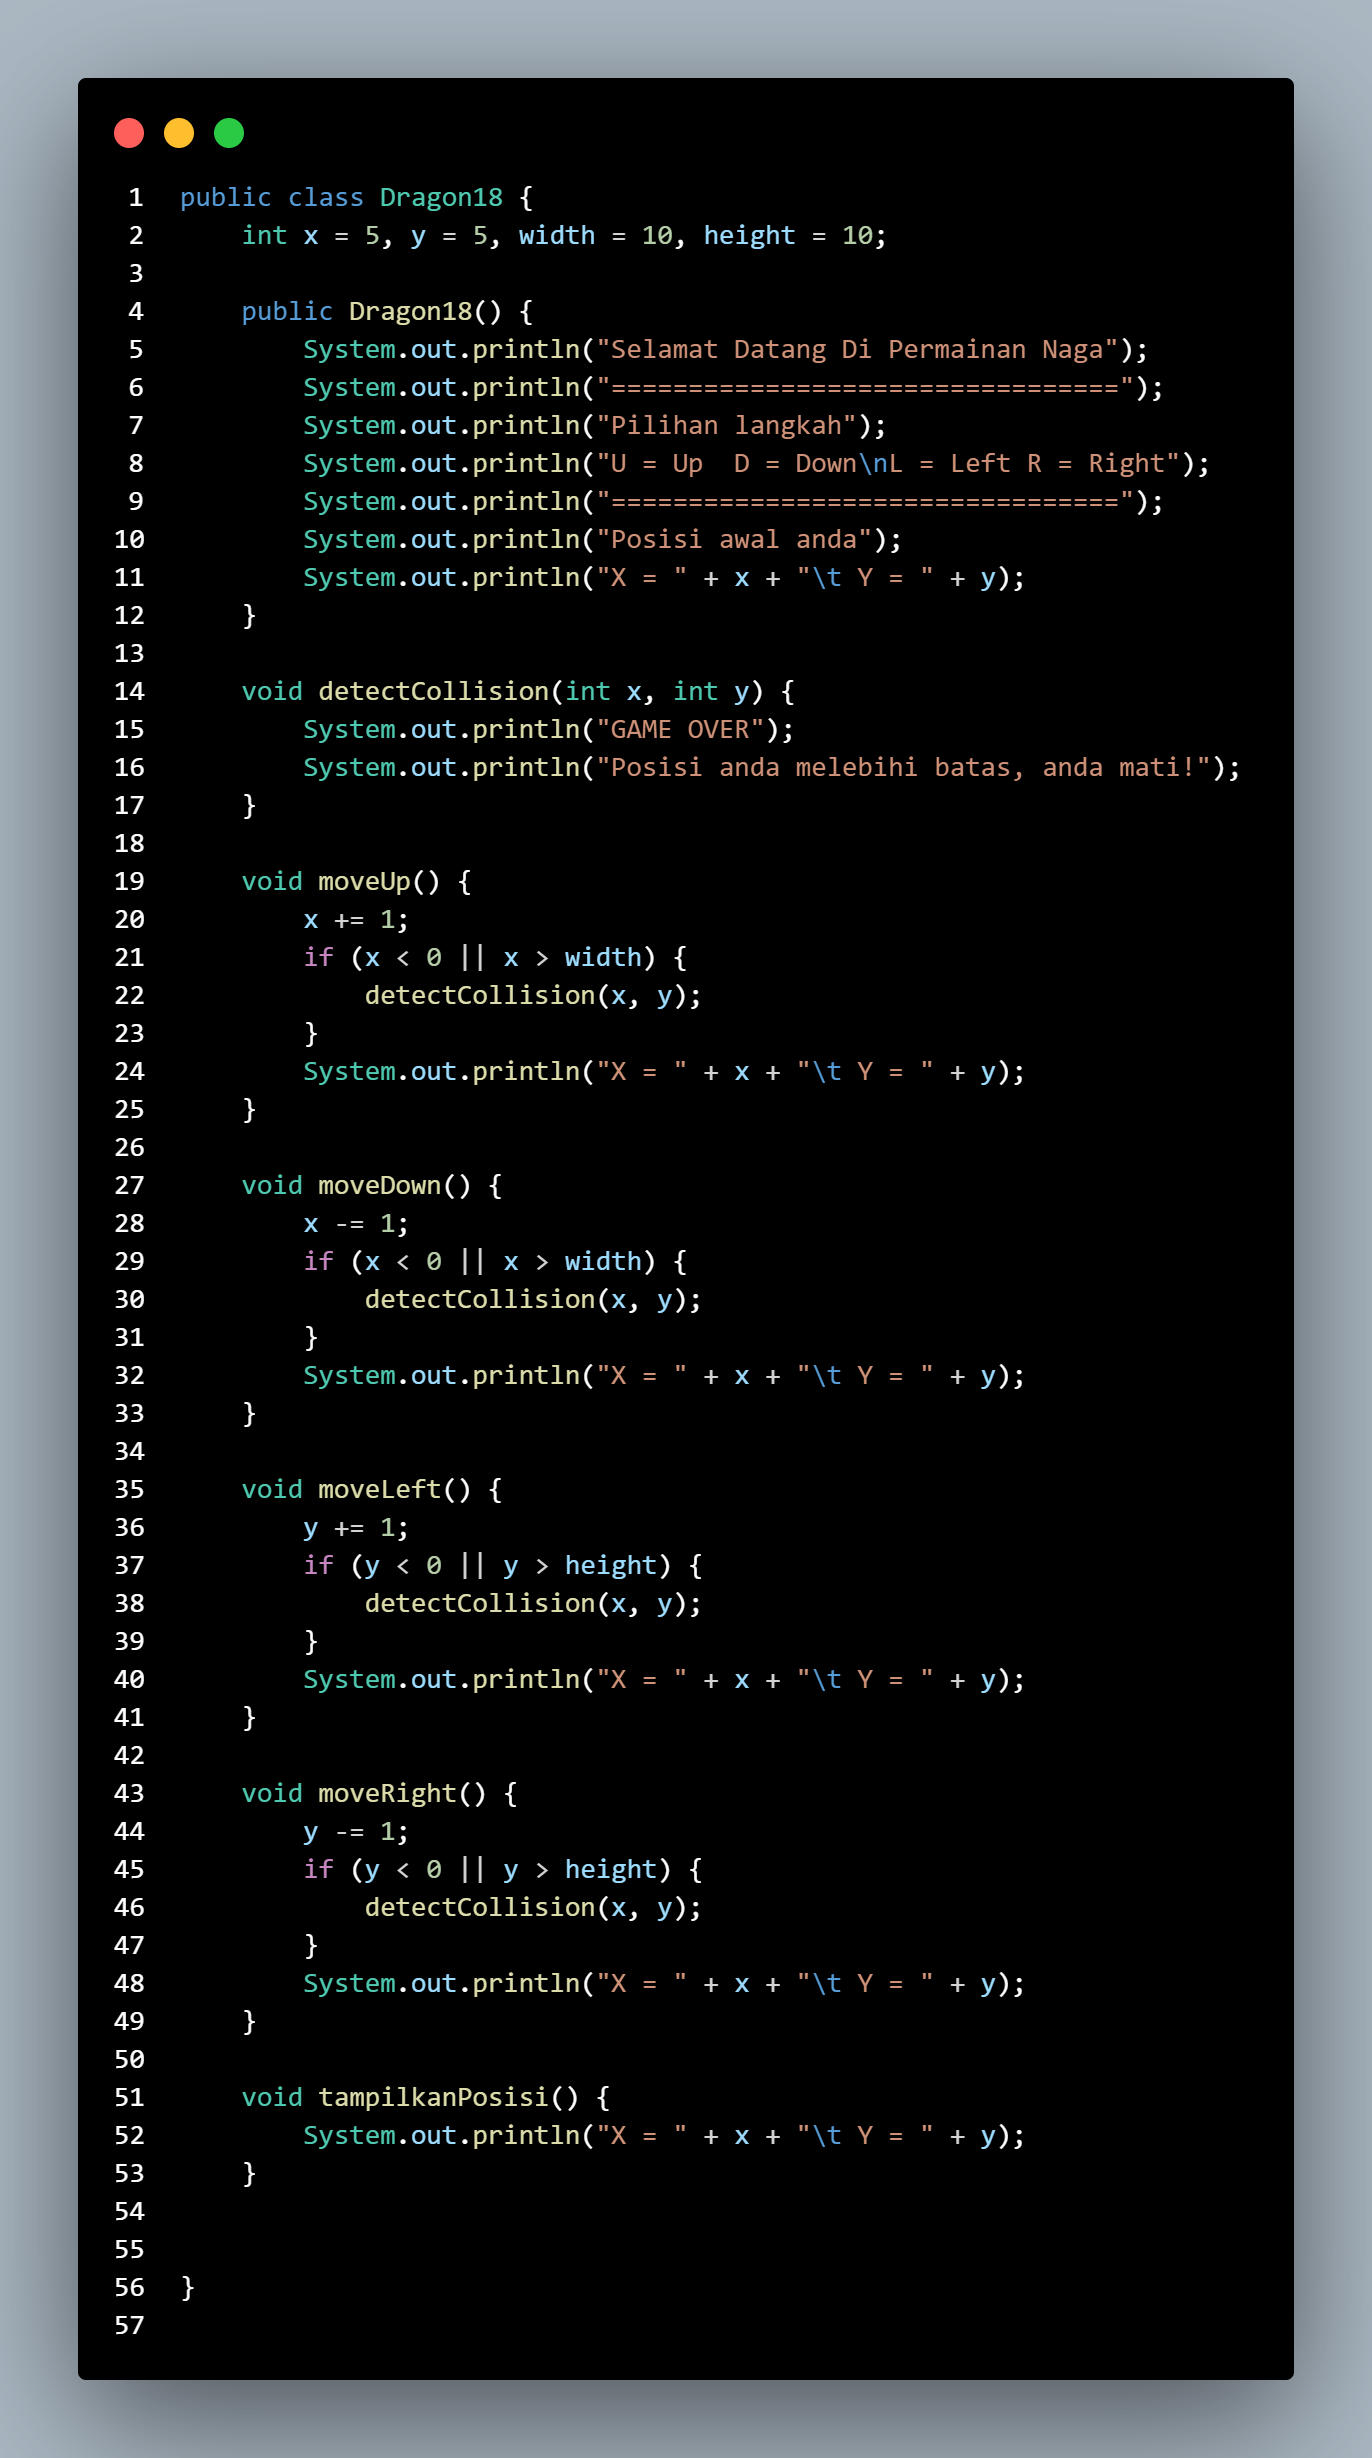 1 public class Dragon18 {
2     int x = 5, y = 5, width = 10, height = 10;
3
4     public Dragon18() {
5         System.out.println("Selamat Datang Di Permainan Naga");
6         System.out.println("=================================");
7         System.out.println("Pilihan langkah");
8         System.out.println("U = Up  D = Down\nL = Left R = Right");
9         System.out.println("=================================");
10         System.out.println("Posisi awal anda");
11         System.out.println("X = " + x + "\t Y = " + y);
12     }
13
14     void detectCollision(int x, int y) {
15         System.out.println("GAME OVER");
16         System.out.println("Posisi anda melebihi batas, anda mati!");
17     }
18
19     void moveUp() {
20         x += 1;
21         if (x < 0 || x > width) {
22             detectCollision(x, y);
23         }
24         System.out.println("X = " + x + "\t Y = " + y);
25     }
26
27     void moveDown() {
28         x -= 1;
29         if (x < 0 || x > width) {
30             detectCollision(x, y);
31         }
32         System.out.println("X = " + x + "\t Y = " + y);
33     }
34
35     void moveLeft() {
36         y += 1;
37         if (y < 0 || y > height) {
38             detectCollision(x, y);
39         }
40         System.out.println("X = " + x + "\t Y = " + y);
41     }
42
43     void moveRight() {
44         y -= 1;
45         if (y < 0 || y > height) {
46             detectCollision(x, y);
47         }
48         System.out.println("X = " + x + "\t Y = " + y);
49     }
50
51     void tampilkanPosisi() {
52         System.out.println("X = " + x + "\t Y = " + y);
53     }
54
55
56 }
57